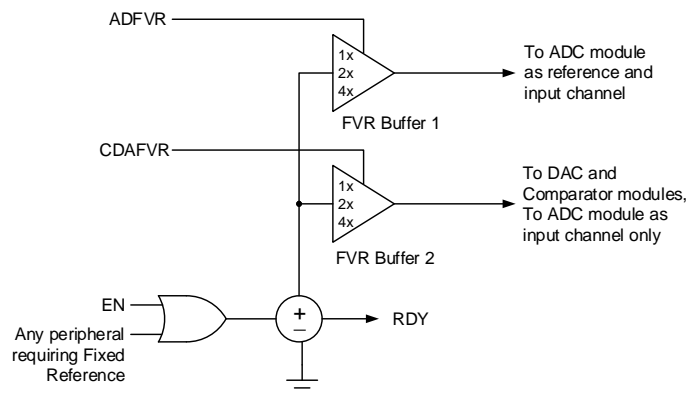 ADFVR
1x
2x
4x
To ADC module
as reference and
input channel
FVR Buffer 1
CDAFVR
1x
2x
4x
To DAC and
Comparator modules,
To ADC module as
input channel only
FVR Buffer 2
EN
Any peripheral
requiring Fixed
Reference
+
−
RDY